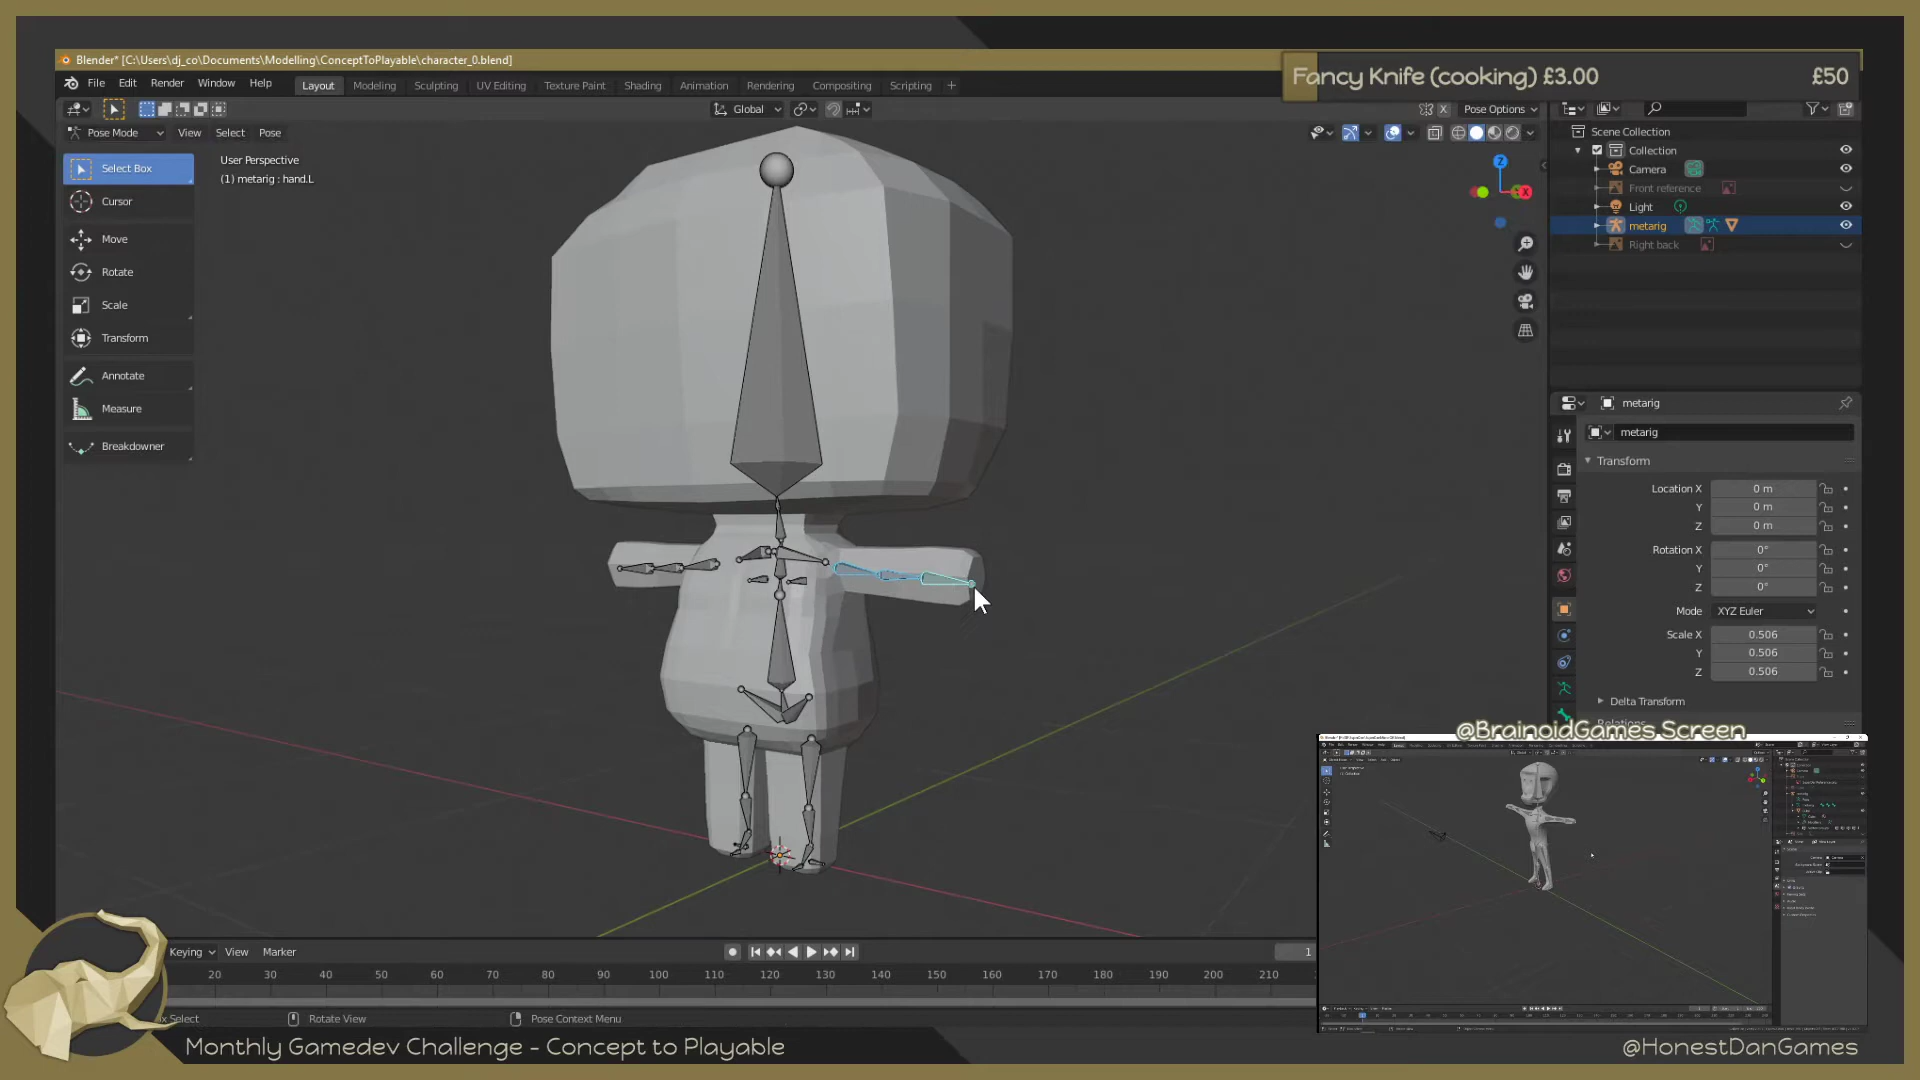 Blender* [C:\Users\dj_co\Documents\Modelling\ConceptToPlayable\character_0.blend]
Fancy Knife (cooking) £3.00 £50
File Edit Render Window Help Layout Modeling Sculpting UV Editing Texture Paint Shading Animation Rendering Compositing Scripting +
Global Pose Options
Pose Mode View Select Pose
Scene Collection
Collection
Camera
Front reference
Light
metarig
Right back
Select Box
Cursor
Move
Rotate
Scale
Transform
Annotate
Measure
Breakdowner
User Perspective
(1) metarig : hand.L
Z
X
metarig
metarig
Transform
Location X 0 m
Y 0 m
Z 0 m
Rotation X 0°
Y 0°
Z 0°
Mode XYZ Euler
Scale X 0.506
Y 0.506
Z 0.506
Delta Transform
Relations
@BrainoidGames Screen
Keying View Marker 1
20 30 40 50 60 70 80 90 100 110 120 130 140 150 160 170 180 190 200 210
x Select Rotate View Pose Context Menu
Monthly Gamedev Challenge - Concept to Playable
@HonestDanGames